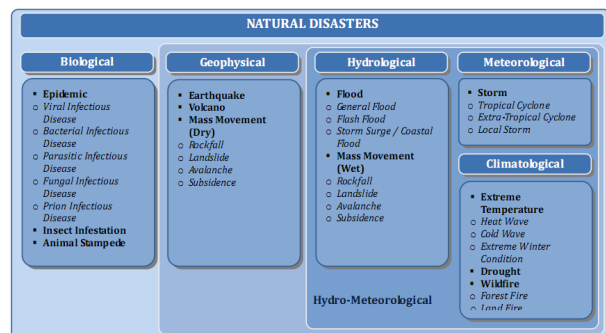 NATURAL DISASTERS
Biological
▪ Epidemic
o Viral Infectious
Disease
o Bacterial Infectious
Disease
o Parasitic Infectious
Disease
o Fungal Infectious
Disease
o Prion Infectious
Disease
▪ Insect Infestation
▪ Animal Stampede
Geophysical
▪ Earthquake
▪ Volcano
▪ Mass Movement
(Dry)
o Rockfall
o Landslide
o Avalanche
o Subsidence
Hydrological
▪ Flood
o General Flood
o Flash Flood
o Storm Surge / Coastal
Flood
▪ Mass Movement
(Wet)
o Rockfall
o Landslide
o Avalanche
o Subsidence
Meteorological
▪ Storm
o Tropical Cyclone
o Extra-Tropical Cyclone
o Local Storm
Climatological
▪ Extreme
Temperature
o Heat Wave
o Cold Wave
o Extreme Winter
Condition
▪ Drought
▪ Wildfire
o Forest Fire
o Land Fire
Hydro-Meteorological